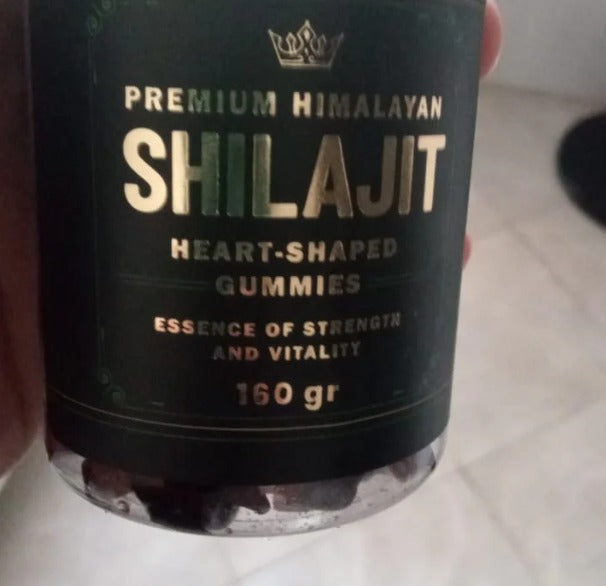 PREMIUM HIMALAYAN
SHILAJIT
HEART-SHAPED
GUMMIES
ESSENCE OF STRENGTH
AND VITALITY
160 gr